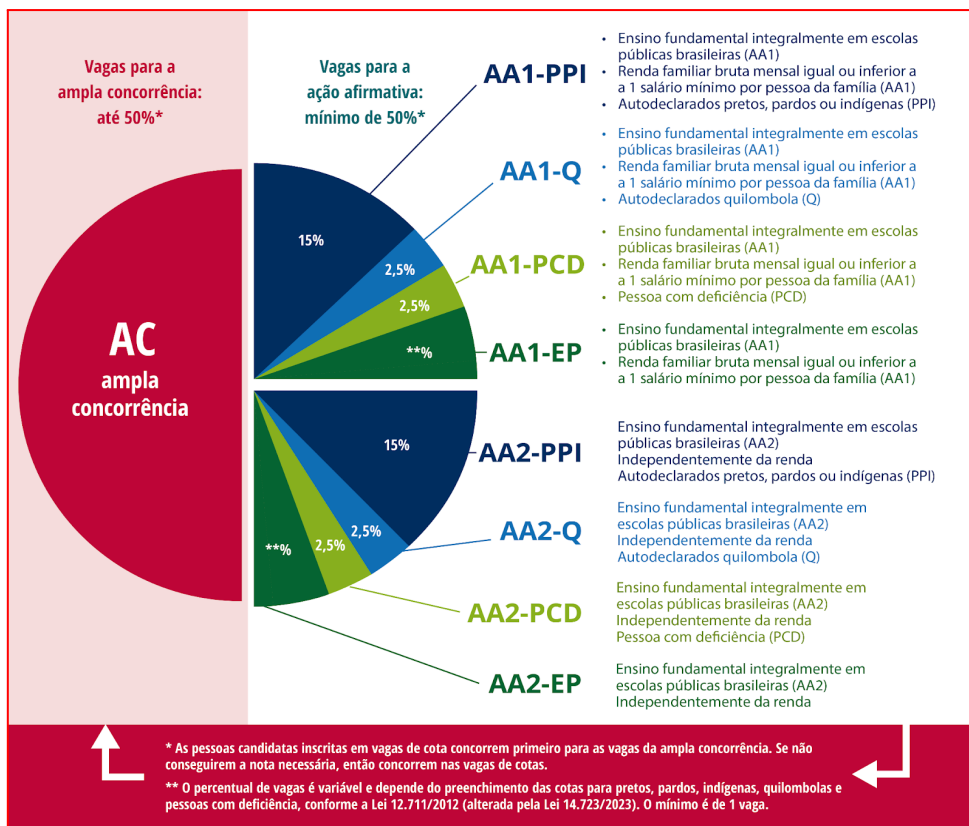 Vagas para a
ampla concorrência:
até 50%*
Vagas para a
ação afirmativa:
mínimo de 50%*
AC
ampla
concorrência
15%
2,5%
2,5%
**%
15%
2,5%
2,5%
**%
AA1-PPI
• Ensino fundamental integralmente em escolas
públicas brasileiras (AA1)
• Renda familiar bruta mensal igual ou inferior a
a 1 salário mínimo por pessoa da família (AA1)
• Autodeclarados pretos, pardos ou indígenas (PPI)
AA1-Q
• Ensino fundamental integralmente em escolas
públicas brasileiras (AA1)
• Renda familiar bruta mensal igual ou inferior a
a 1 salário mínimo por pessoa da família (AA1)
• Autodeclarados quilombola (Q)
AA1-PCD
• Ensino fundamental integralmente em escolas
públicas brasileiras (AA1)
• Renda familiar bruta mensal igual ou inferior a
a 1 salário mínimo por pessoa da família (AA1)
• Pessoa com deficiência (PCD)
AA1-EP
• Ensino fundamental integralmente em escolas
públicas brasileiras (AA1)
• Renda familiar bruta mensal igual ou inferior a
a 1 salário mínimo por pessoa da família (AA1)
AA2-PPI
Ensino fundamental integralmente em escolas
públicas brasileiras (AA2)
Independentemente da renda
Autodeclarados pretos, pardos ou indígenas (PPI)
AA2-Q
Ensino fundamental integralmente em
escolas públicas brasileiras (AA2)
Independentemente da renda
Autodeclarados quilombola (Q)
AA2-PCD
Ensino fundamental integralmente em
escolas públicas brasileiras (AA2)
Independentemente da renda
Pessoa com deficiência (PCD)
AA2-EP
Ensino fundamental integralmente em
escolas públicas brasileiras (AA2)
Independentemente da renda
* As pessoas candidatas inscritas em vagas de cota concorrem primeiro para as vagas da ampla concorrência. Se não
conseguirem a nota necessária, então concorrem nas vagas de cotas.
** O percentual de vagas é variável e depende do preenchimento das cotas para pretos, pardos, indígenas, quilombolas e
pessoas com deficiência, conforme a Lei 12.711/2012 (alterada pela Lei 14.723/2023). O mínimo é de 1 vaga.